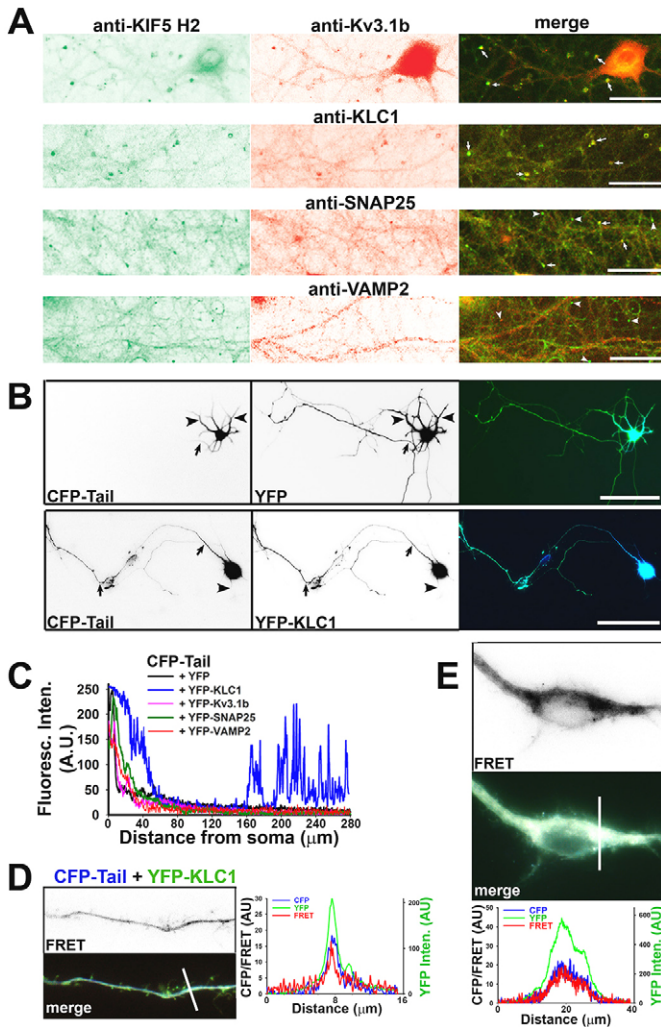 A
anti-KIF5 H2 anti-Kv3.1b merge
anti-KLC1
anti-SNAP25
anti-VAMP2
B
CFP-Tail YFP
CFP-Tail YFP-KLC1
C
CFP-Tail
+ YFP
+ YFP-KLC1
+ YFP-Kv3.1b
+ YFP-SNAP25
+ YFP-VAMP2
Fluoresc. Inten.
(A.U.)
250
200
150
100
50
0
0 40 80 120 160 200 240 280
Distance from soma (μm)
D
CFP-Tail + YFP-KLC1
FRET
merge
CFP/FRET (AU)
30
25
20
15
10
5
0
CFP
YFP
FRET
200
100
0
YFP Inten. (AU)
0 4 8 12 16
Distance (μm)
E
FRET
merge
CFP/FRET (AU)
60
50
40
30
20
10
0
CFP
YFP
FRET
600
400
200
0
YFP Inten. (AU)
0 10 20 30 40
Distance (μm)